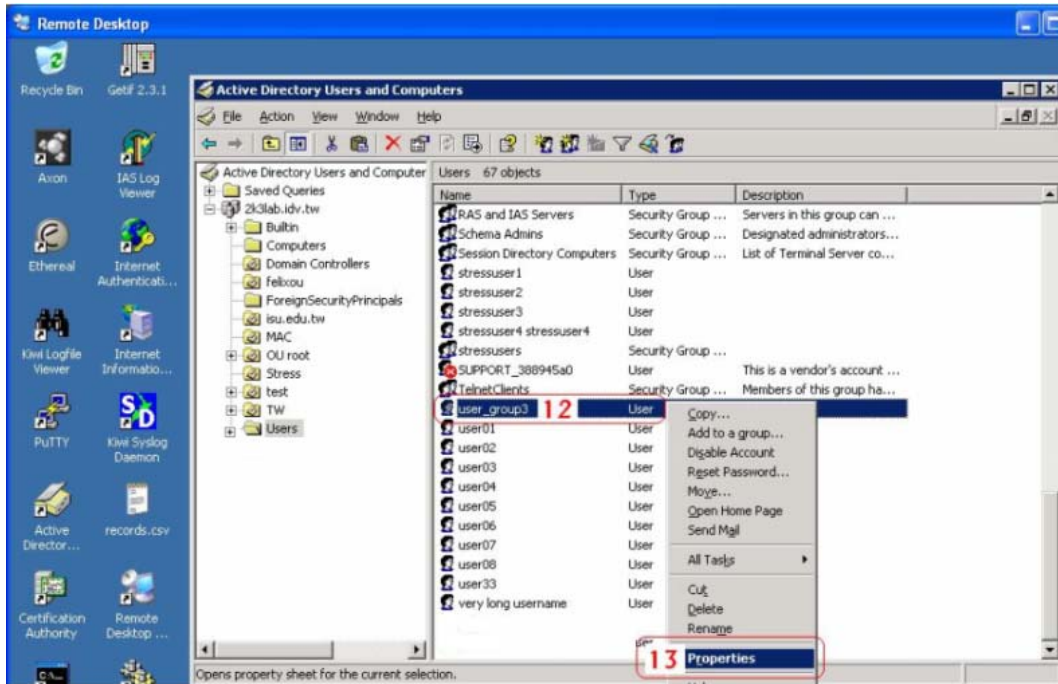 Remote Desktop
Recycle Bin
Getif 2.3.1
Axon
IAS Log Viewer
Ethereal
Internet Authenticati...
Kiwi Logfile Viewer
Internet Informatio...
PuTTY
Kiwi Syslog Daemon
Active Director...
records.csv
Certification Authority
Remote Desktop ...
Active Directory Users and Computers
File Action View Window Help
Active Directory Users and Computer
Saved Queries
2k3lab.idv.tw
Builtin
Computers
Domain Controllers
felixou
ForeignSecurityPrincipals
isu.edu.tw
MAC
OU root
Stress
test
TW
Users
Users 67 objects
Name Type Description
RAS and IAS Servers Security Group ... Servers in this group can ...
Schema Admins Security Group ... Designated administrators...
Session Directory Computers Security Group ... List of Terminal Server co...
stressuser1 User
stressuser2 User
stressuser3 User
stressuser4 stressuser4 User
stressusers Security Group ...
SUPPORT_388945a0 User This is a vendor's account ...
TelnetClients Security Group ... Members of this group ha...
user_group3 12 User
user01 User
user02 User
user03 User
user04 User
user05 User
user06 User
user07 User
user08 User
user33 User
very long username User
Copy...
Add to a group...
Disable Account
Reset Password...
Move...
Open Home Page
Send Mail
All Tasks
Cut
Delete
Rename
13 Properties
Opens property sheet for the current selection.